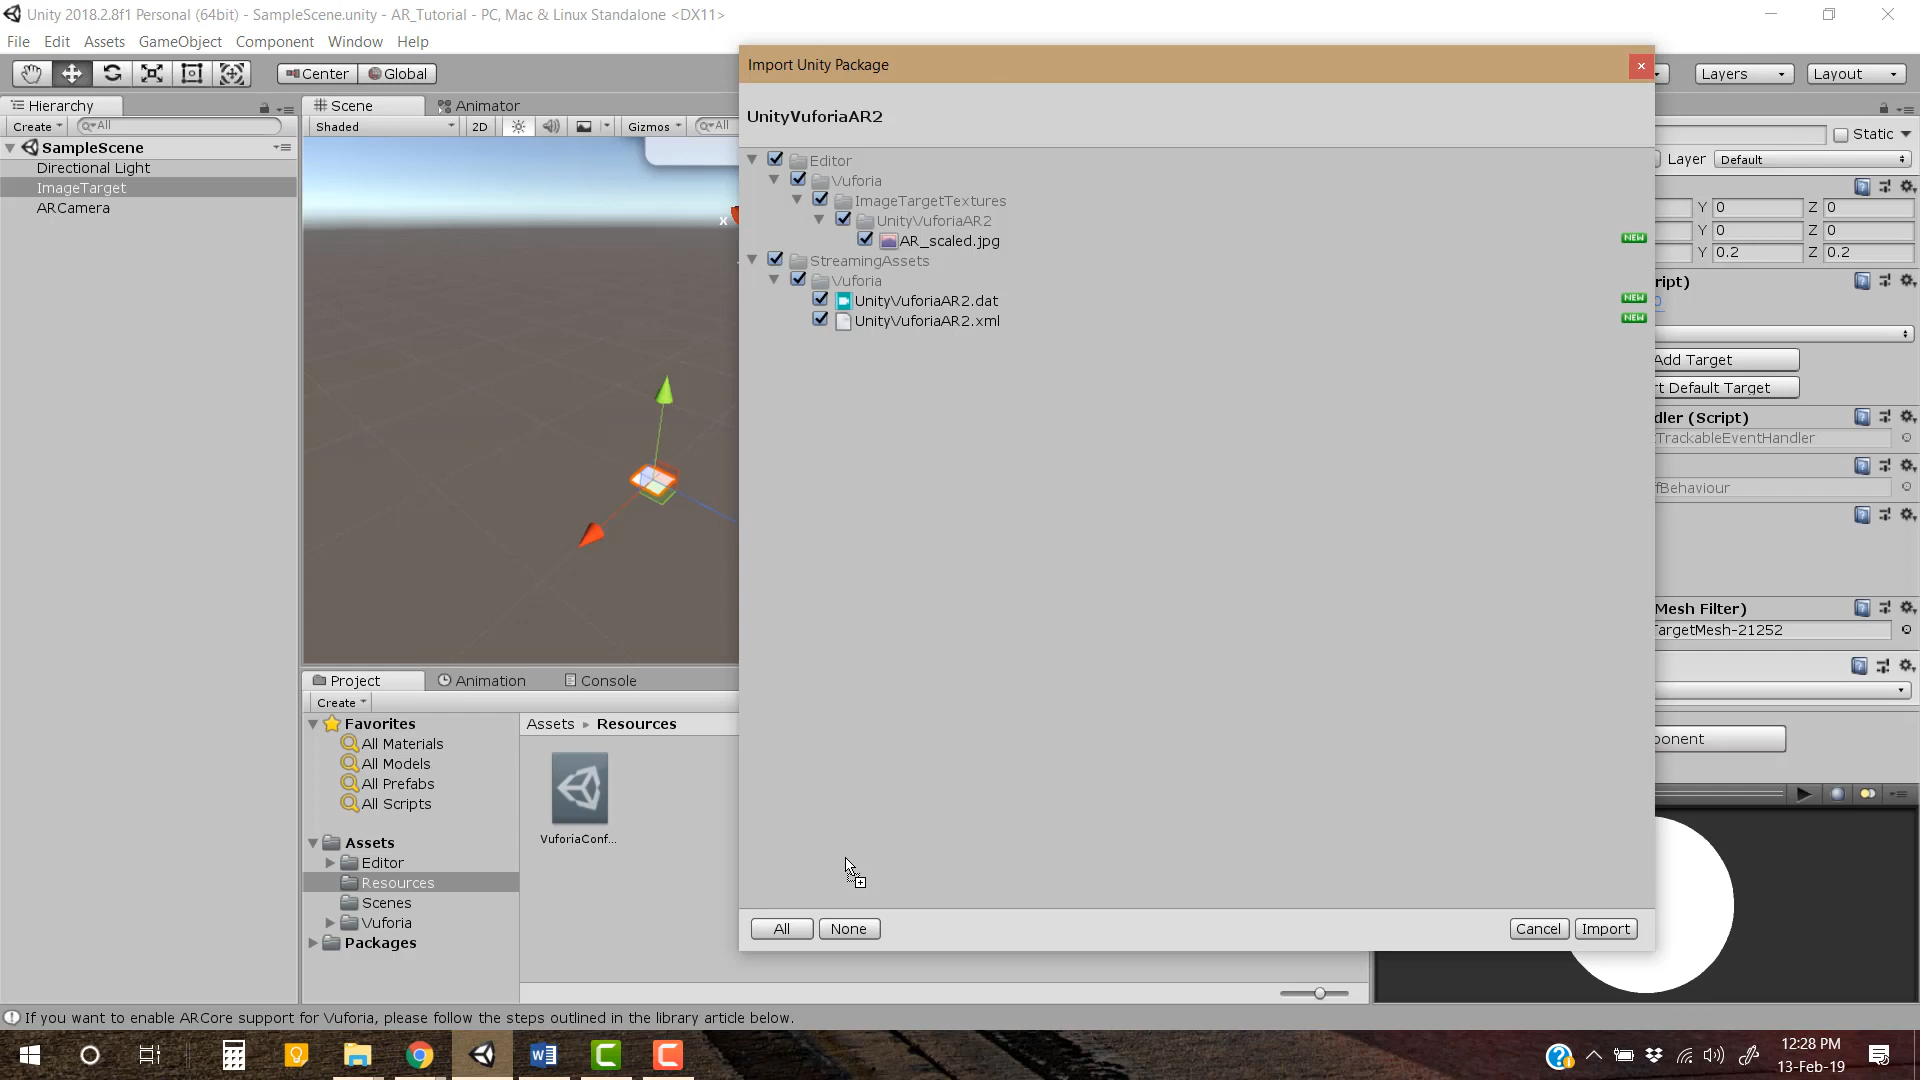 Unity 2018.2.8f1 Personal (64bit) - SampleScene.unity - AR_Tutorial - PC, Mac & Linux Standalone <DX11>
File Edit Assets GameObject Component Window Help
Center Global Layers Layout
Import Unity Package
UnityVuforiaAR2
Hierarchy
Create All
SampleScene
Directional Light
ImageTarget
ARCamera
Scene Animator
Shaded 2D Gizmos All
x
Editor
Vuforia
ImageTargetTextures
UnityVuforiaAR2
AR_scaled.jpg NEW
StreamingAssets
Vuforia
UnityVuforiaAR2.dat NEW
UnityVuforiaAR2.xml NEW
All None Cancel Import
Static
Layer Default
Y 0 Z 0
Y 0 Z 0
Y 0.2 Z 0.2
ript)
0
Add Target
rt Default Target
dler (Script)
tTrackableEventHandler
fBehaviour
Mesh Filter)
TargetMesh-21252
ponent
Project Animation Console
Create
Favorites
All Materials
All Models
All Prefabs
All Scripts
Assets
Editor
Resources
Scenes
Vuforia
Packages
Assets ▸ Resources
VuforiaConf...
If you want to enable ARCore support for Vuforia, please follow the steps outlined in the library article below.
12:28 PM
13-Feb-19